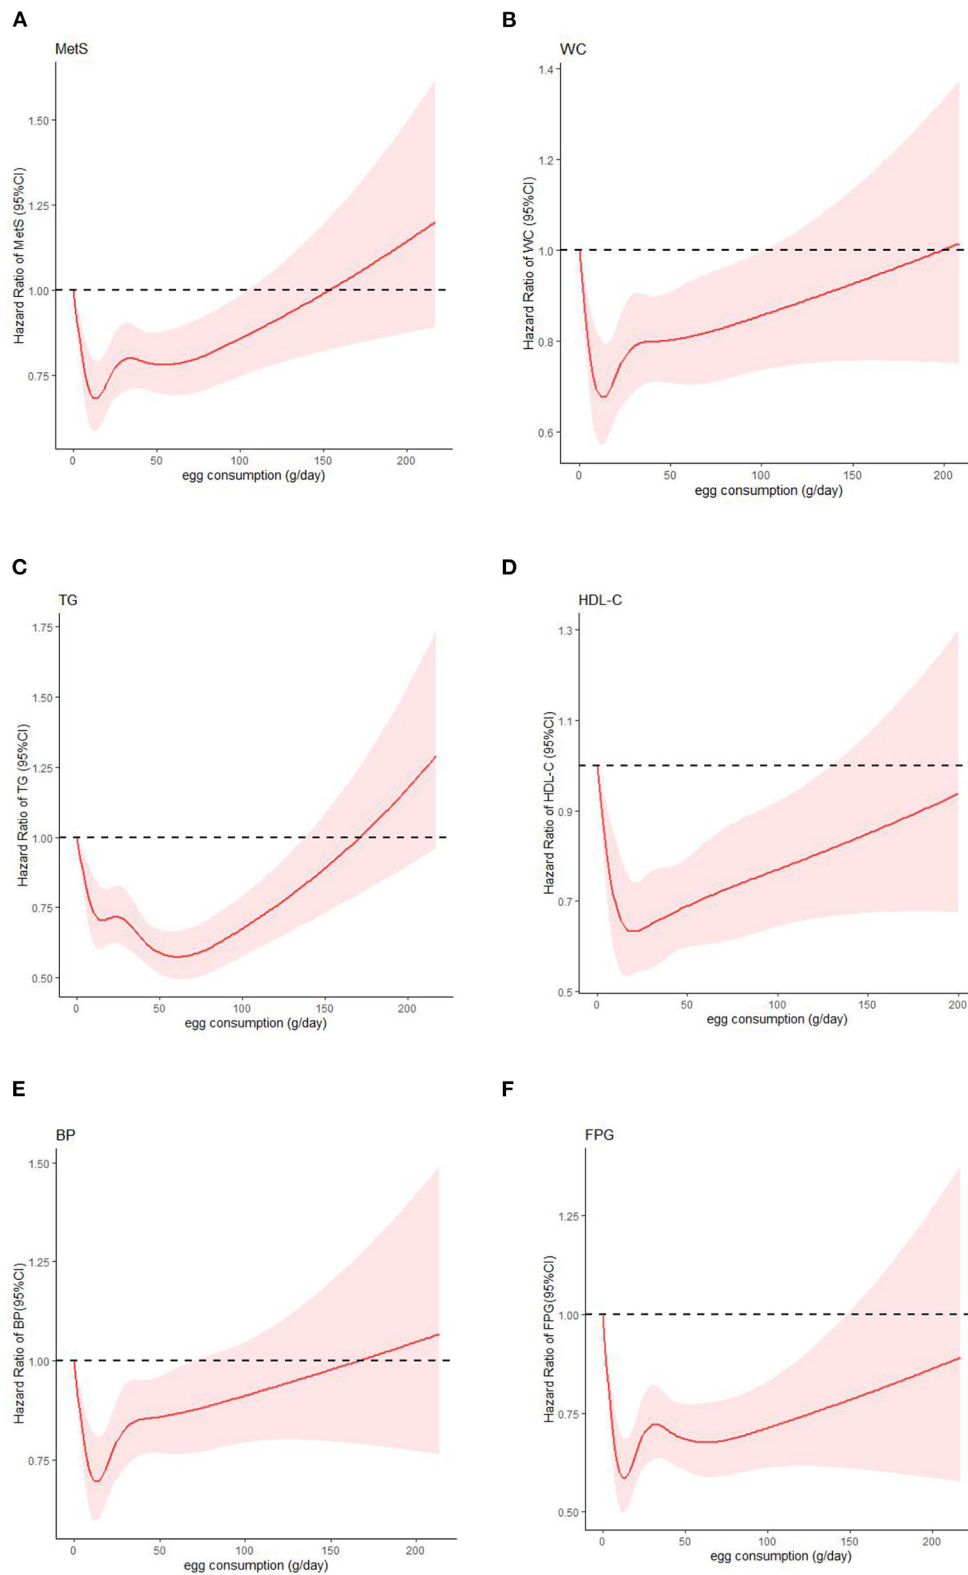 A
MetS
Hazard Ratio of MetS (95%CI)
1.50
1.25
1.00
0.75
0 50 100 150 200
egg consumption (g/day)
B
WC
Hazard Ratio of WC (95%CI)
1.4
1.2
1.0
0.8
0.6
0 50 100 150 200
egg consumption (g/day)
C
TG
Hazard Ratio of TG (95%CI)
1.75
1.50
1.25
1.00
0.75
0.50
0 50 100 150 200
egg consumption (g/day)
D
HDL-C
Hazard Ratio of HDL-C (95%CI)
1.3
1.1
0.9
0.7
0.5
0 50 100 150 200
egg consumption (g/day)
E
BP
Hazard Ratio of BP(95%CI)
1.50
1.25
1.00
0.75
0 50 100 150 200
egg consumption (g/day)
F
FPG
Hazard Ratio of FPG(95%CI)
1.25
1.00
0.75
0.50
0 50 100 150 200
egg consumption (g/day)